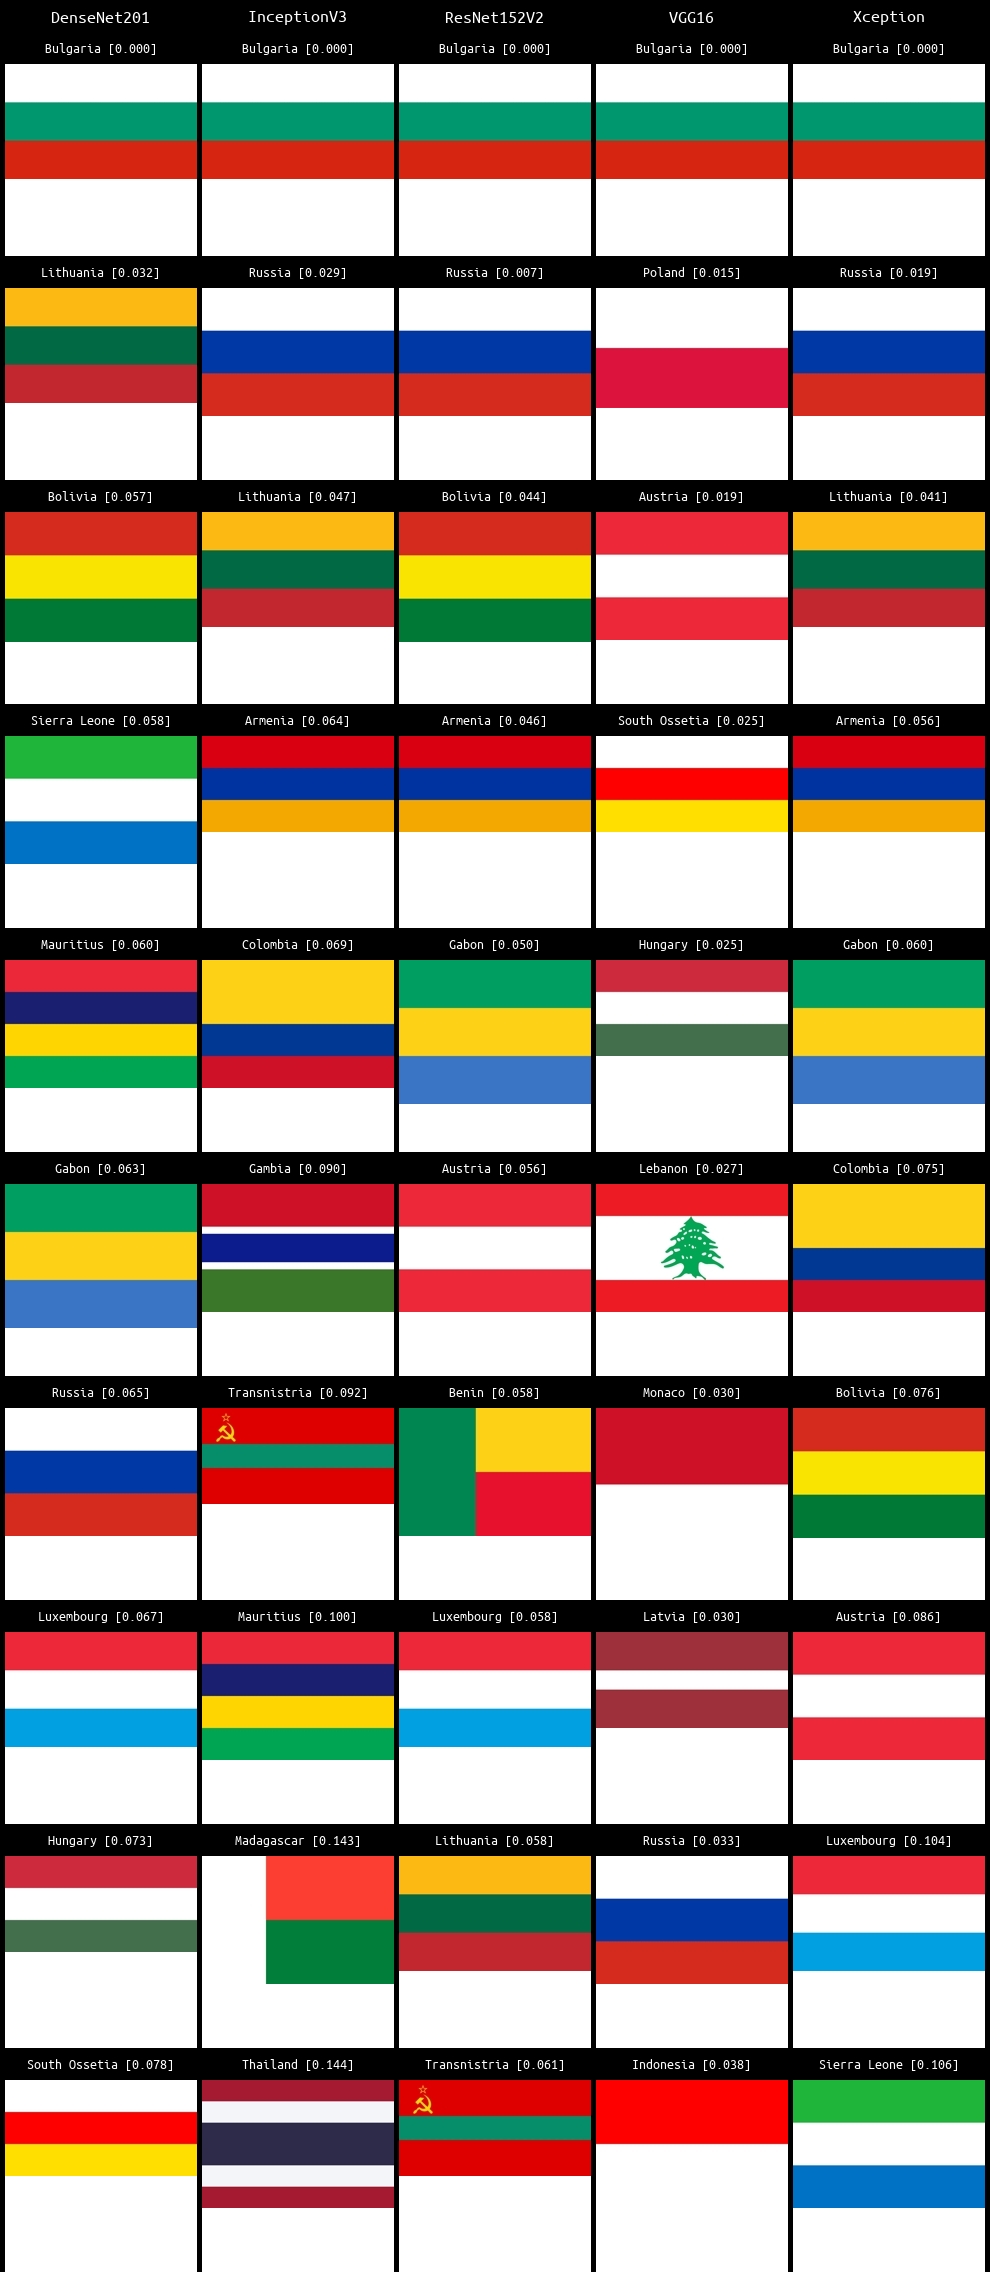 DenseNet201 InceptionV3 ResNet152V2 VGG16 Xception
Bulgaria [0.000] Bulgaria [0.000] Bulgaria [0.000] Bulgaria [0.000] Bulgaria [0.000]
Lithuania [0.032] Russia [0.029] Russia [0.007] Poland [0.015] Russia [0.019]
Bolivia [0.057] Lithuania [0.047] Bolivia [0.044] Austria [0.019] Lithuania [0.041]
Sierra Leone [0.058] Armenia [0.064] Armenia [0.046] South Ossetia [0.025] Armenia [0.056]
Mauritius [0.060] Colombia [0.069] Gabon [0.050] Hungary [0.025] Gabon [0.060]
Gabon [0.063] Gambia [0.090] Austria [0.056] Lebanon [0.027] Colombia [0.075]
Russia [0.065] Transnistria [0.092] Benin [0.058] Monaco [0.030] Bolivia [0.076]
Luxembourg [0.067] Mauritius [0.100] Luxembourg [0.058] Latvia [0.030] Austria [0.086]
Hungary [0.073] Madagascar [0.143] Lithuania [0.058] Russia [0.033] Luxembourg [0.104]
South Ossetia [0.078] Thailand [0.144] Transnistria [0.061] Indonesia [0.038] Sierra Leone [0.106]